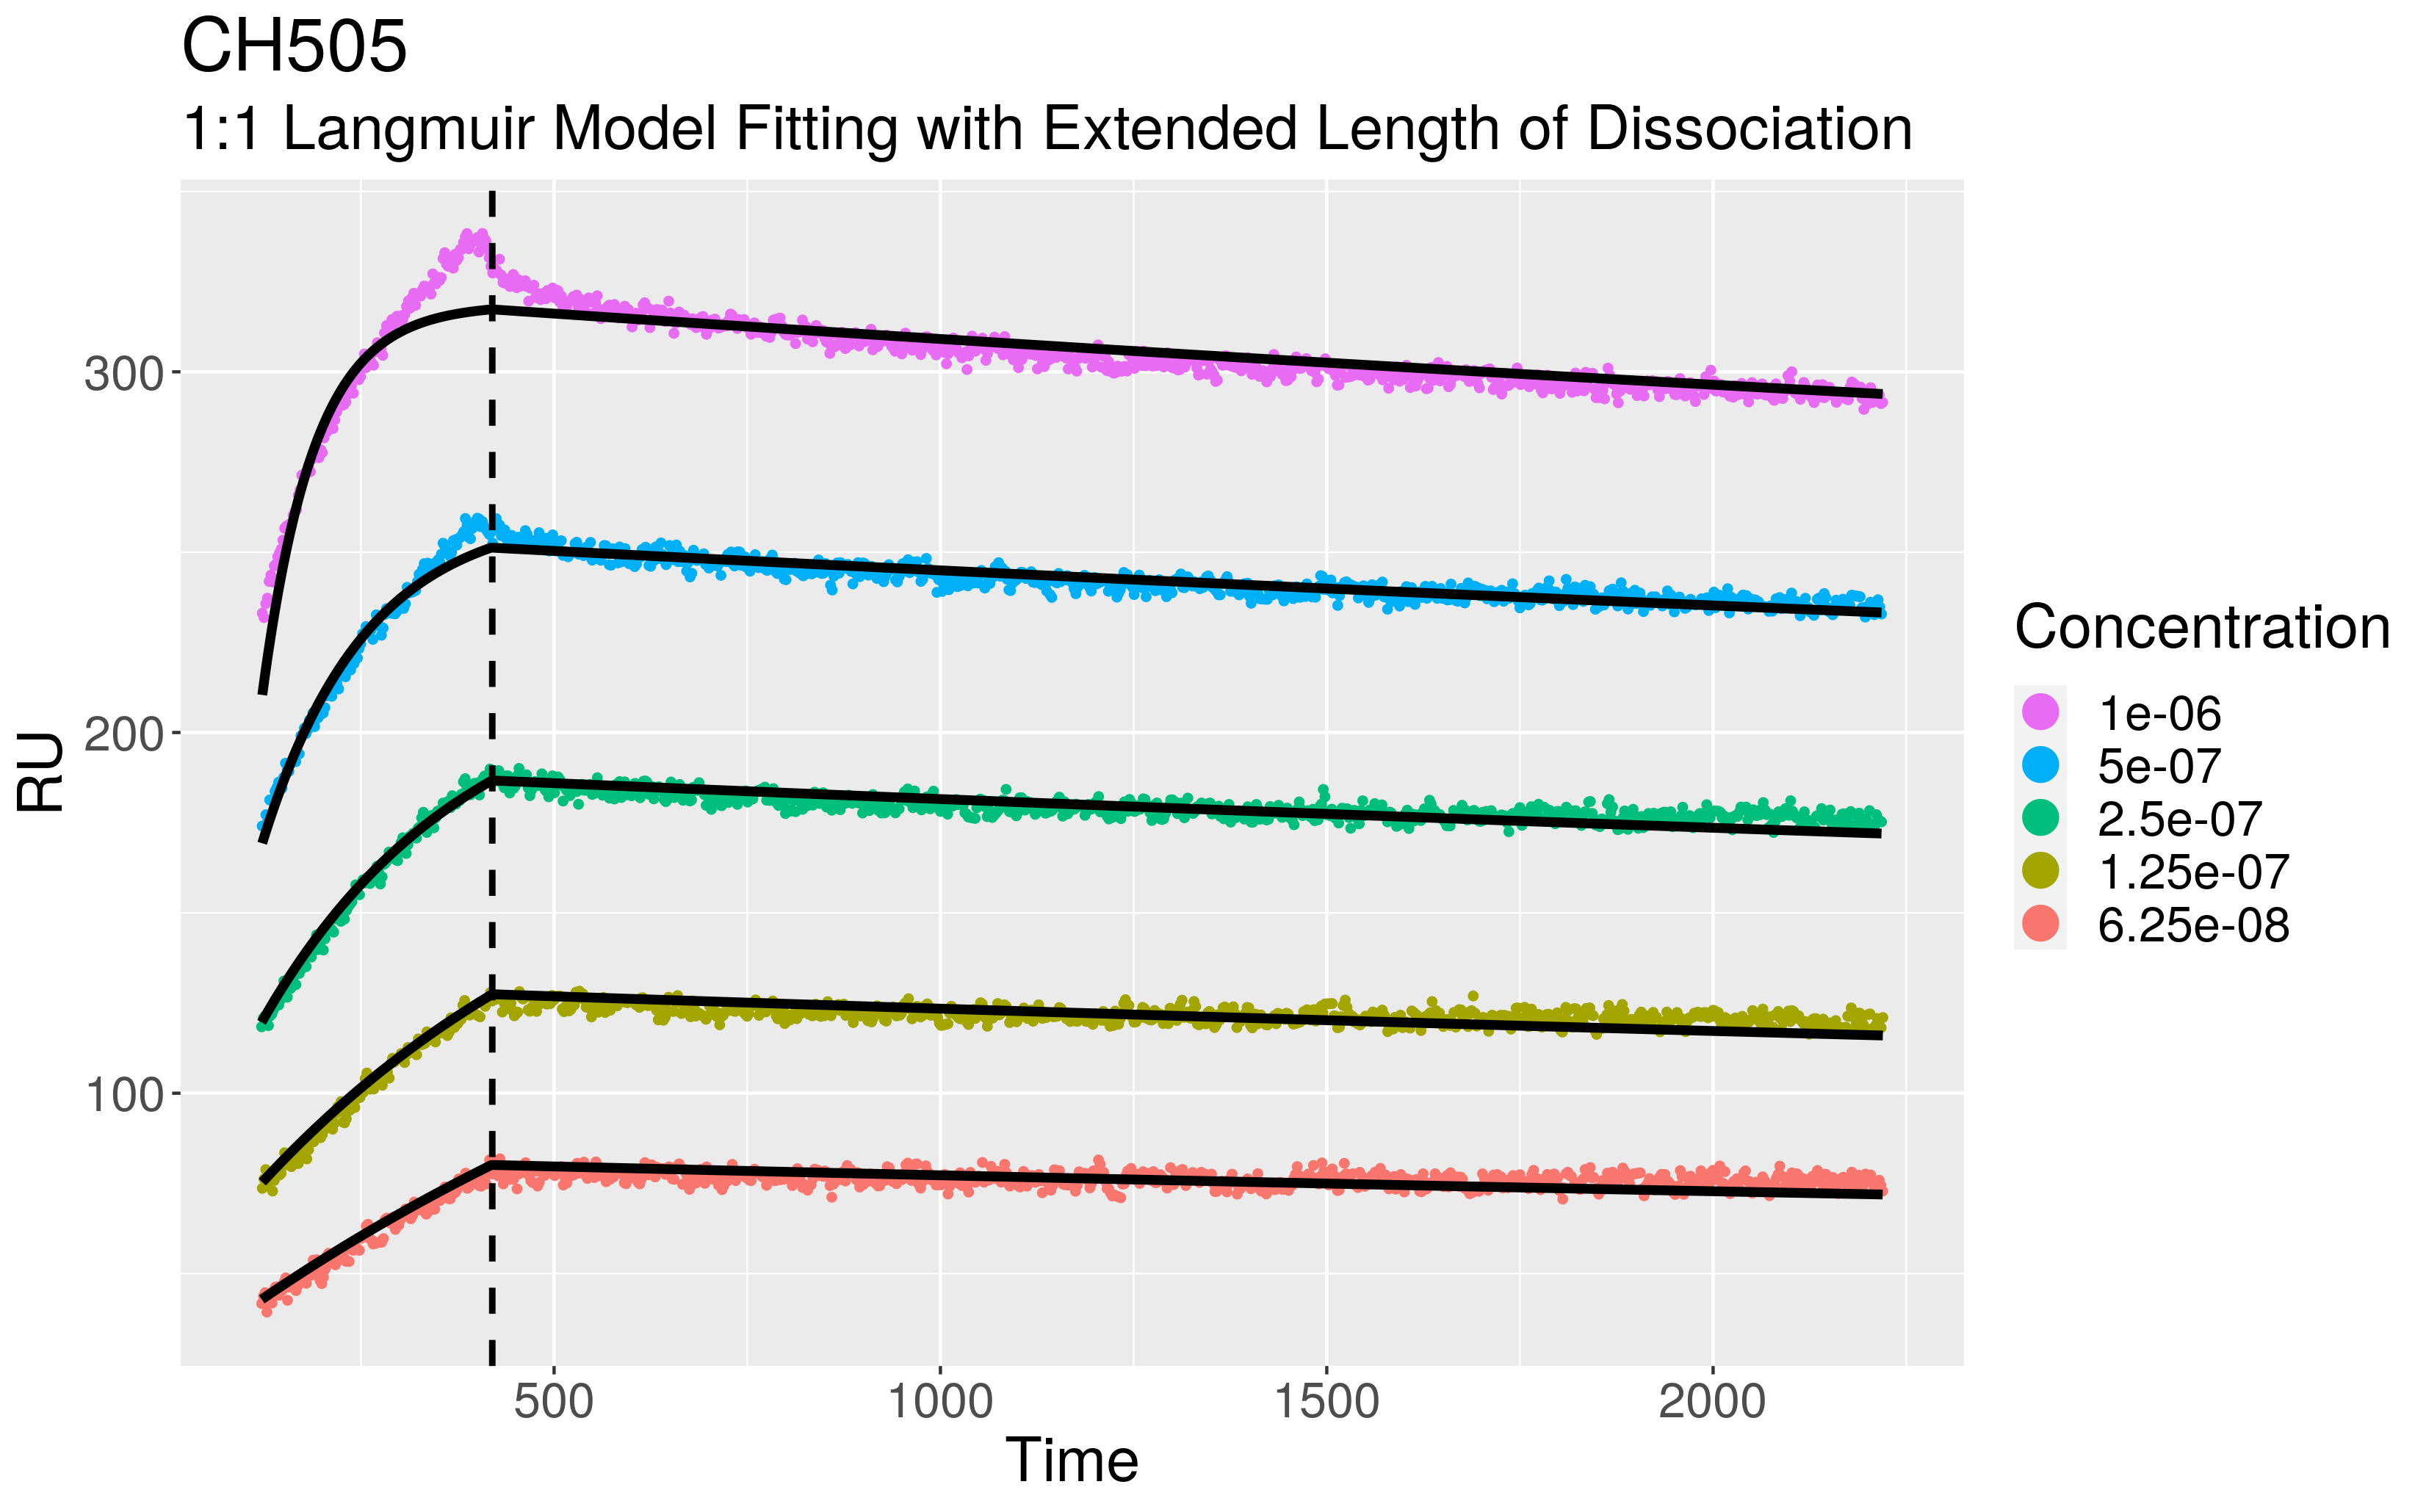 CH505
1:1 Langmuir Model Fitting with Extended Length of Dissociation
RU
300
200
100
500 1000 1500 2000
Time
Concentration
1e-06
5e-07
2.5e-07
1.25e-07
6.25e-08